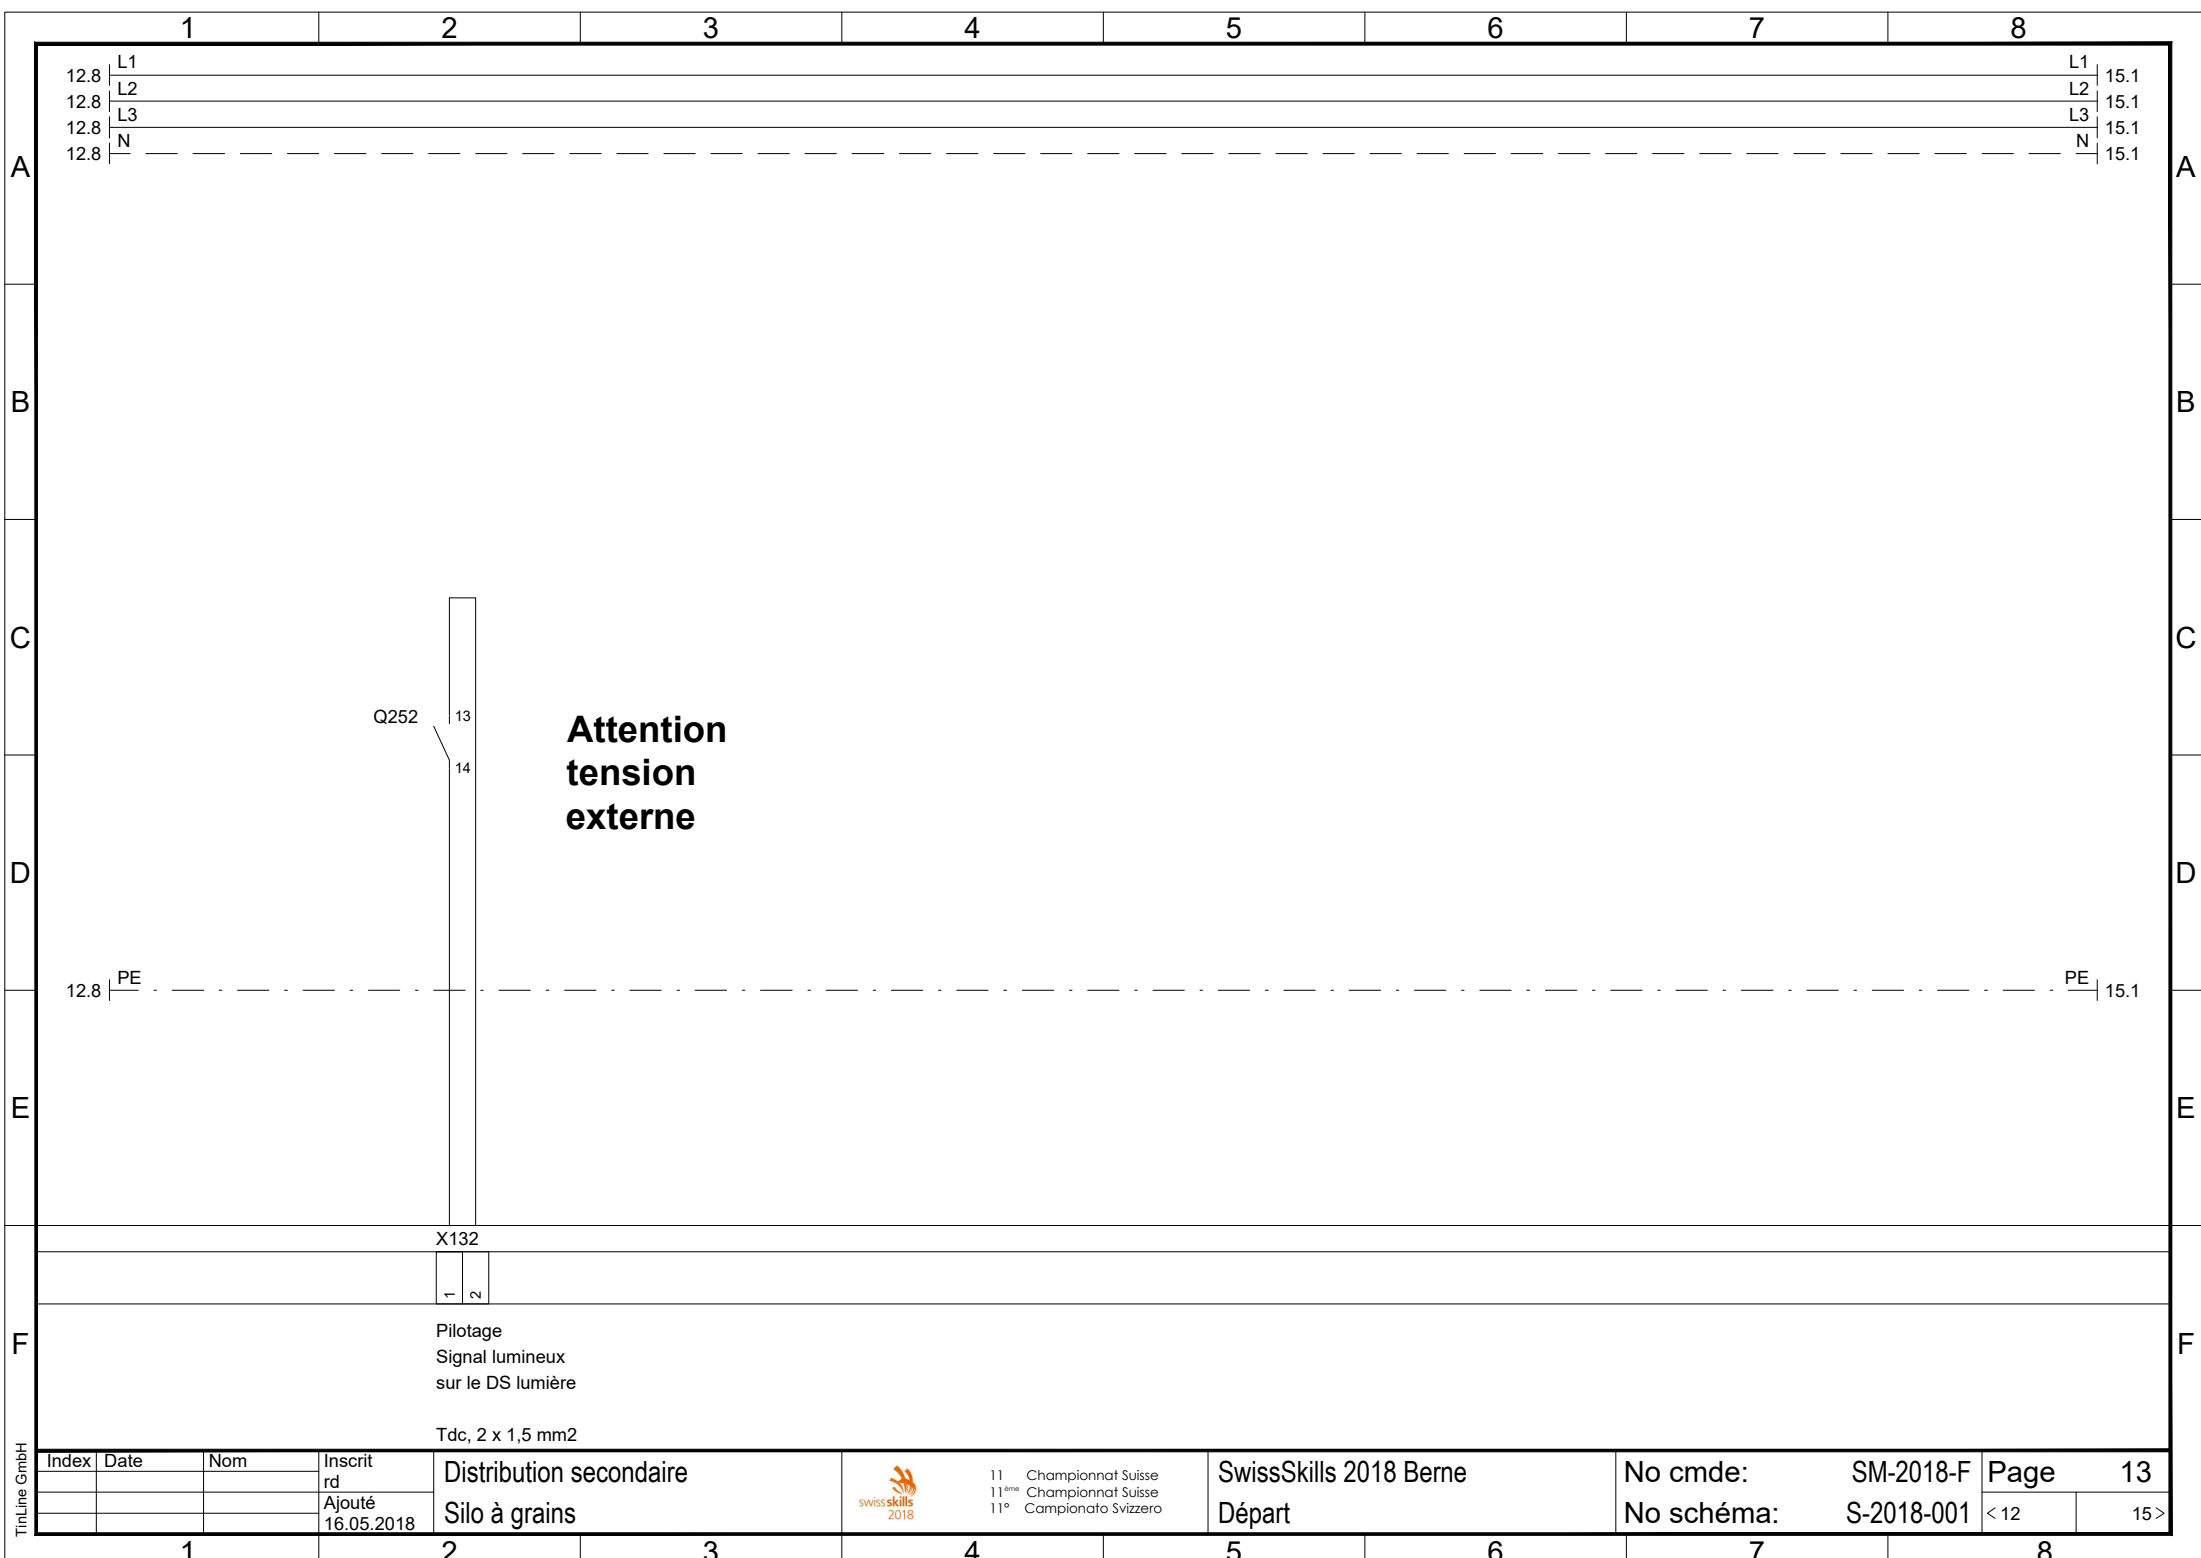 1 2 3 4 5 6 7 8
L1 L1
12.8 15.1
L2 L2
12.8 15.1
L3 L3
12.8 15.1
N N
12.8 15.1
A A
B B
C C
Q252 13
14
Attention
tension
externe
D D
PE PE
12.8 15.1
E E
X132
1 2
F F
Pilotage
Signal lumineux
sur le DS lumière
Tdc, 2 x 1,5 mm2
TinLine GmbH
Index Date Nom
Inscrit
rd
Ajouté
16.05.2018
Distribution secondaire
Silo à grains
swissskills
2018
11 Championnat Suisse
11ème Championnat Suisse
11° Campionato Svizzero
SwissSkills 2018 Berne
Départ
No cmde: SM-2018-F
No schéma: S-2018-001
Page 13
< 12 15 >
1 2 3 4 5 6 7 8